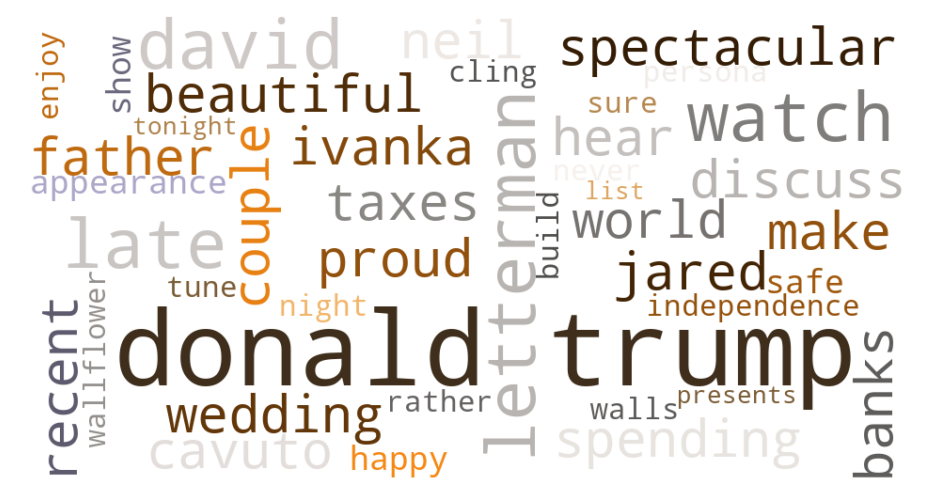 enjoy
show
david
neil
spectacular
cling
persona
beautiful
sure
watch
tonight
hear
father
couple
ivanka
letterman
never
appearance
list
discuss
taxes
build
world
late
make
proud
jared
safe
tune
night
independence
recent
wallflower
donald
trump
banks
wedding
rather
walls
presents
cavuto
happy
spending